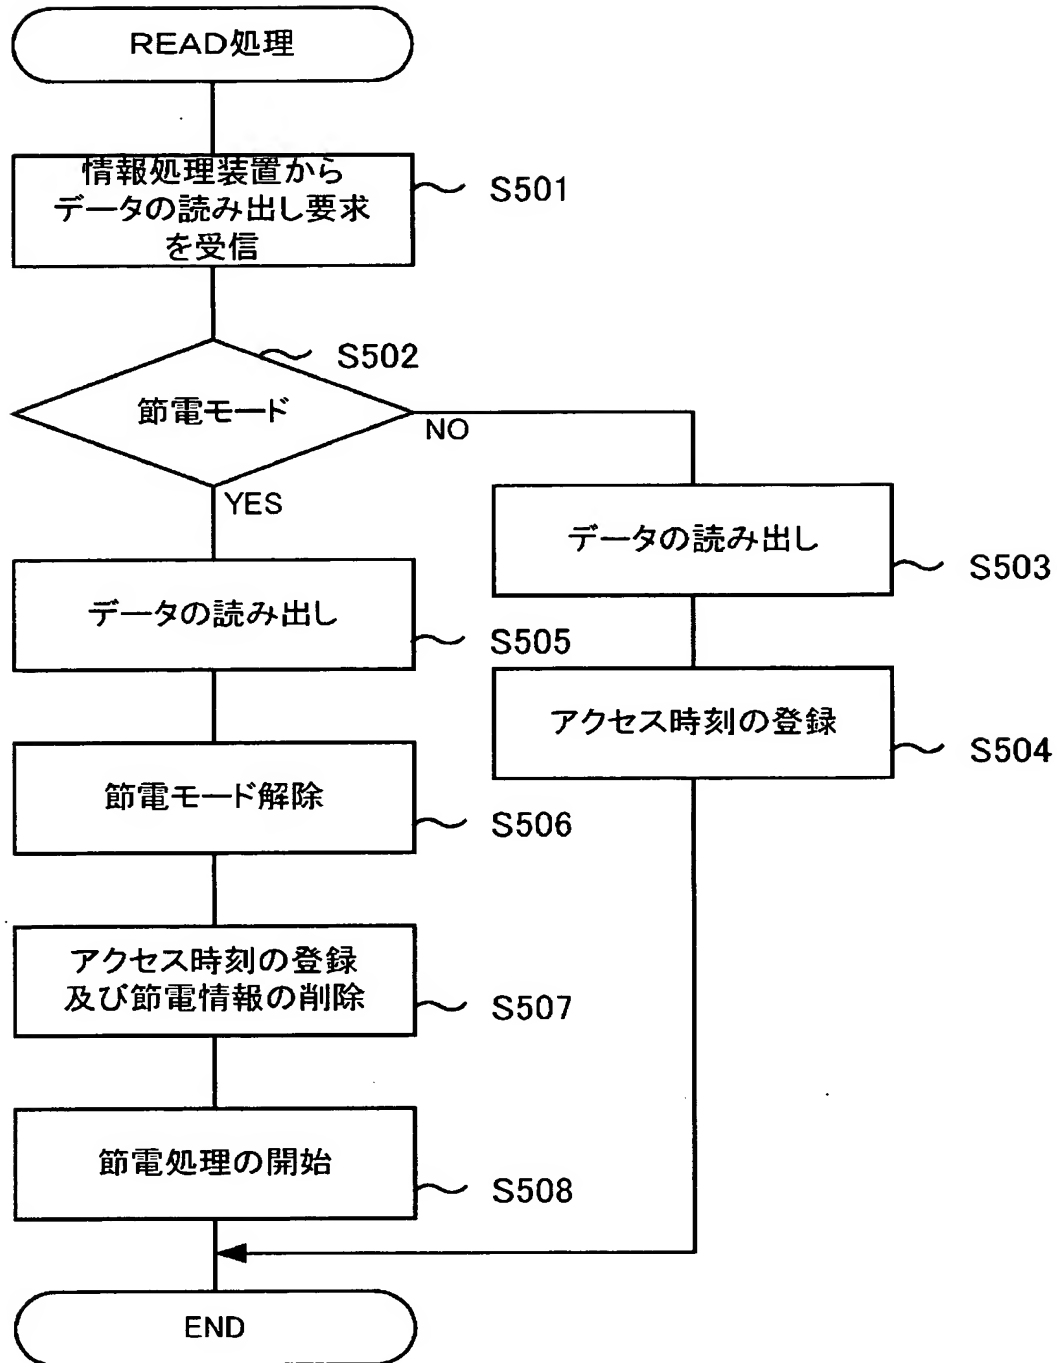 READ処理
情報処理装置から
データの読み出し要求
を受信
S501
S502
節電モード
NO
YES
データの読み出し
S503
データの読み出し
S505
アクセス時刻の登録
S504
節電モード解除
S506
アクセス時刻の登録
及び節電情報の削除
S507
節電処理の開始
S508
END